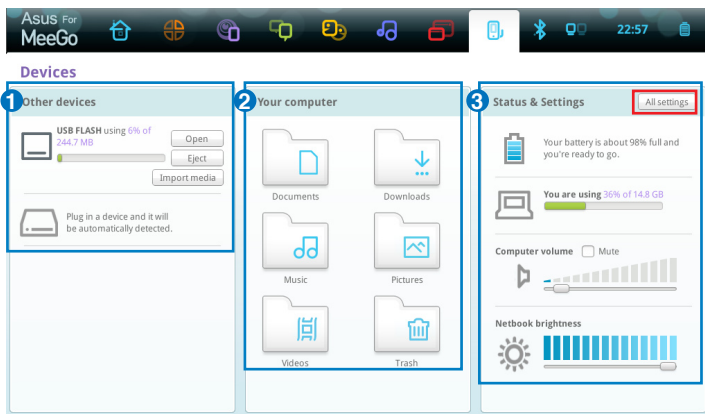 Asus For
MeeGo
22:57
Devices
1
Other devices
USB FLASH using 6% of
244.7 MB
Open
Eject
Import media
Plug in a device and it will
be automatically detected.
2
Your computer
Documents
Downloads
Music
Pictures
Videos
Trash
3
Status & Settings
All settings
Your battery is about 98% full and
you're ready to go.
You are using 36% of 14.8 GB
Computer volume
Mute
Netbook brightness